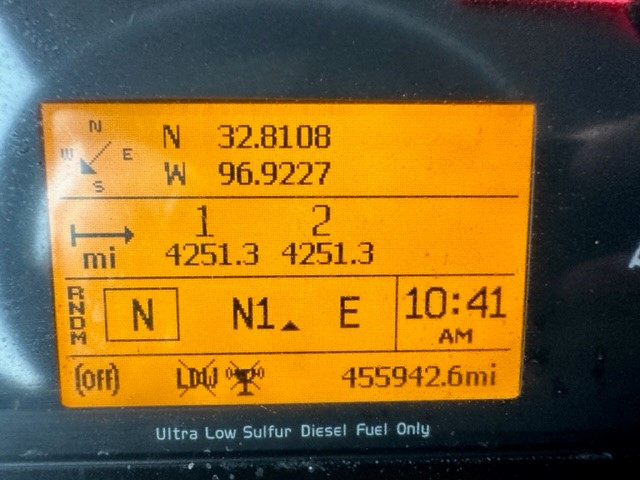 N
W E
S
N 32.8108
W 96.9227
1 2
mi 4251.3 4251.3
RNDM N N1 E 10:41
AM
(Off) LDW 455942.6mi
Ultra Low Sulfur Diesel Fuel Only